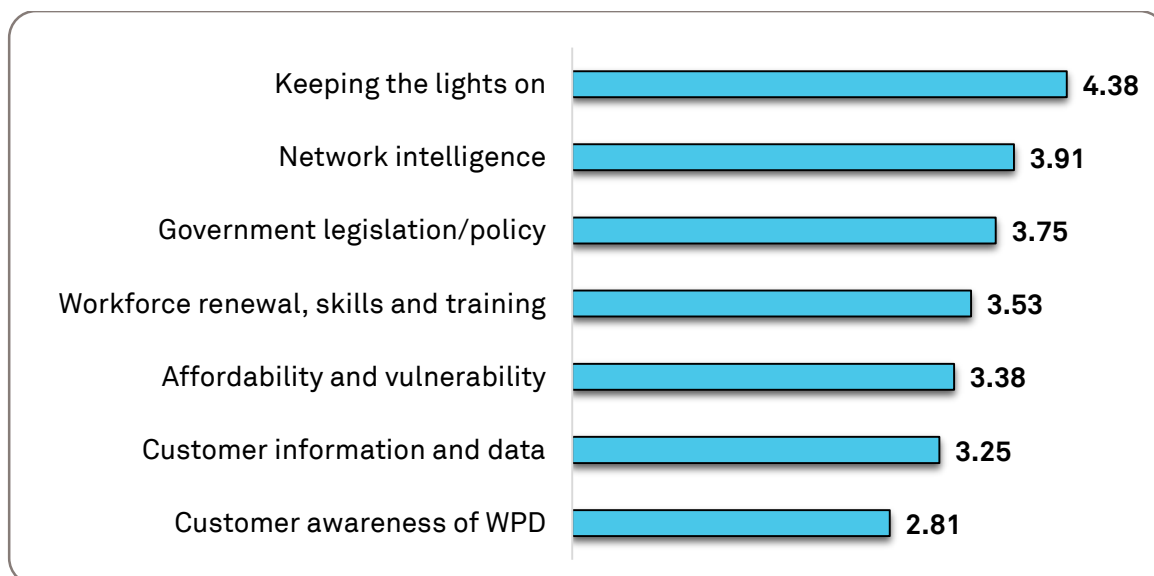 Keeping the lights on 4.38
Network intelligence 3.91
Government legislation/policy 3.75
Workforce renewal, skills and training 3.53
Affordability and vulnerability 3.38
Customer information and data 3.25
Customer awareness of WPD 2.81